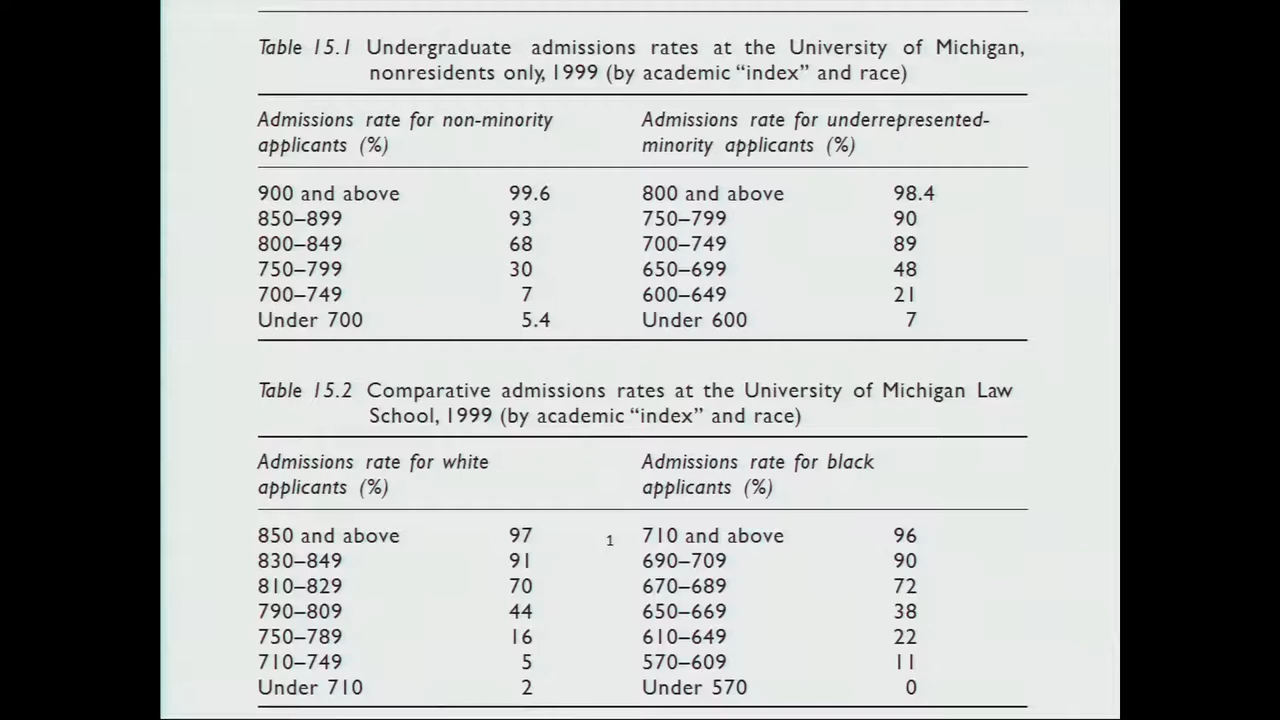 Table 15.1 Undergraduate admissions rates at the University of Michigan,
nonresidents only, 1999 (by academic “index” and race)
Admissions rate for non-minority applicants (%)
Admissions rate for underrepresented-minority applicants (%)
900 and above 99.6 800 and above 98.4
850–899 93 750–799 90
800–849 68 700–749 89
750–799 30 650–699 48
700–749 7 600–649 21
Under 700 5.4 Under 600 7
Table 15.2 Comparative admissions rates at the University of Michigan Law
School, 1999 (by academic “index” and race)
Admissions rate for white
applicants (%)
Admissions rate for black
applicants (%)
850 and above 97 1 710 and above 96
830–849 91 690–709 90
810–829 70 670–689 72
790–809 44 650–669 38
750–789 16 610–649 22
710–749 5 570–609 11
Under 710 2 Under 570 0